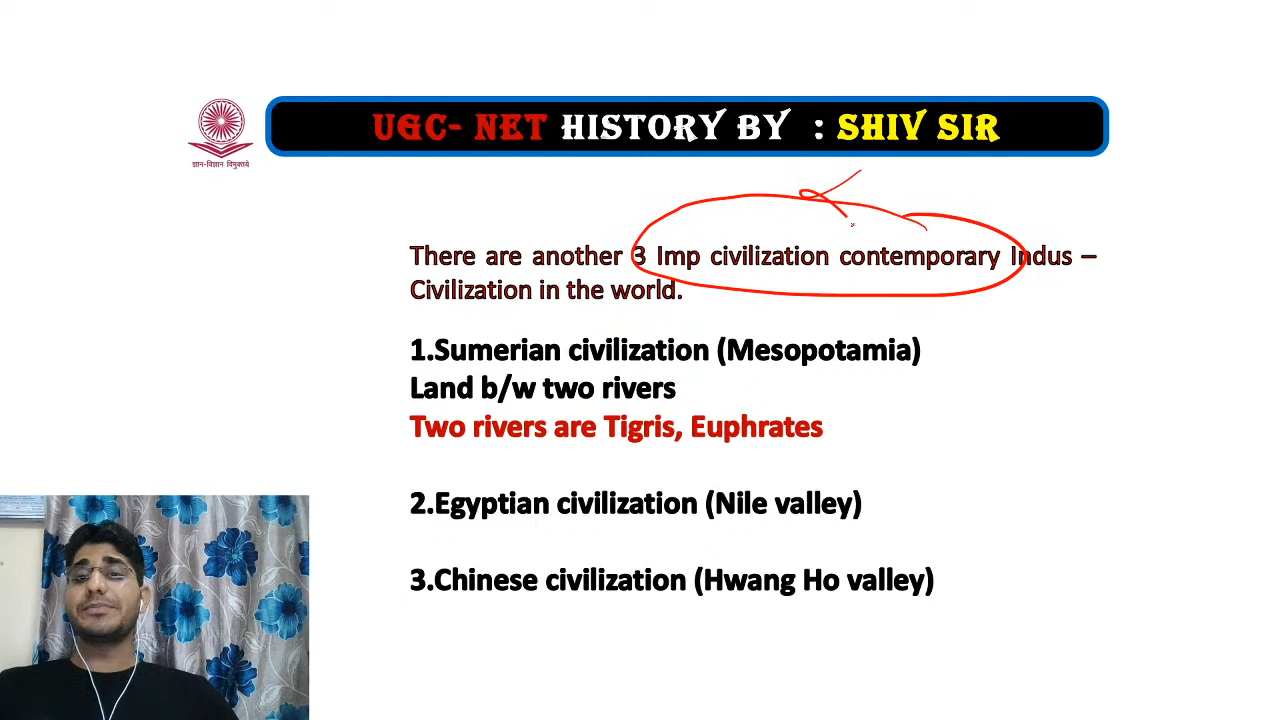 UGC- NET HISTORY BY : SHIV SIR
ज्ञान-विज्ञान विमुक्तये
There are another 3 Imp civilization contemporary Indus –
Civilization in the world.
1.Sumerian civilization (Mesopotamia)
Land b/w two rivers
Two rivers are Tigris, Euphrates
2.Egyptian civilization (Nile valley)
3.Chinese civilization (Hwang Ho valley)